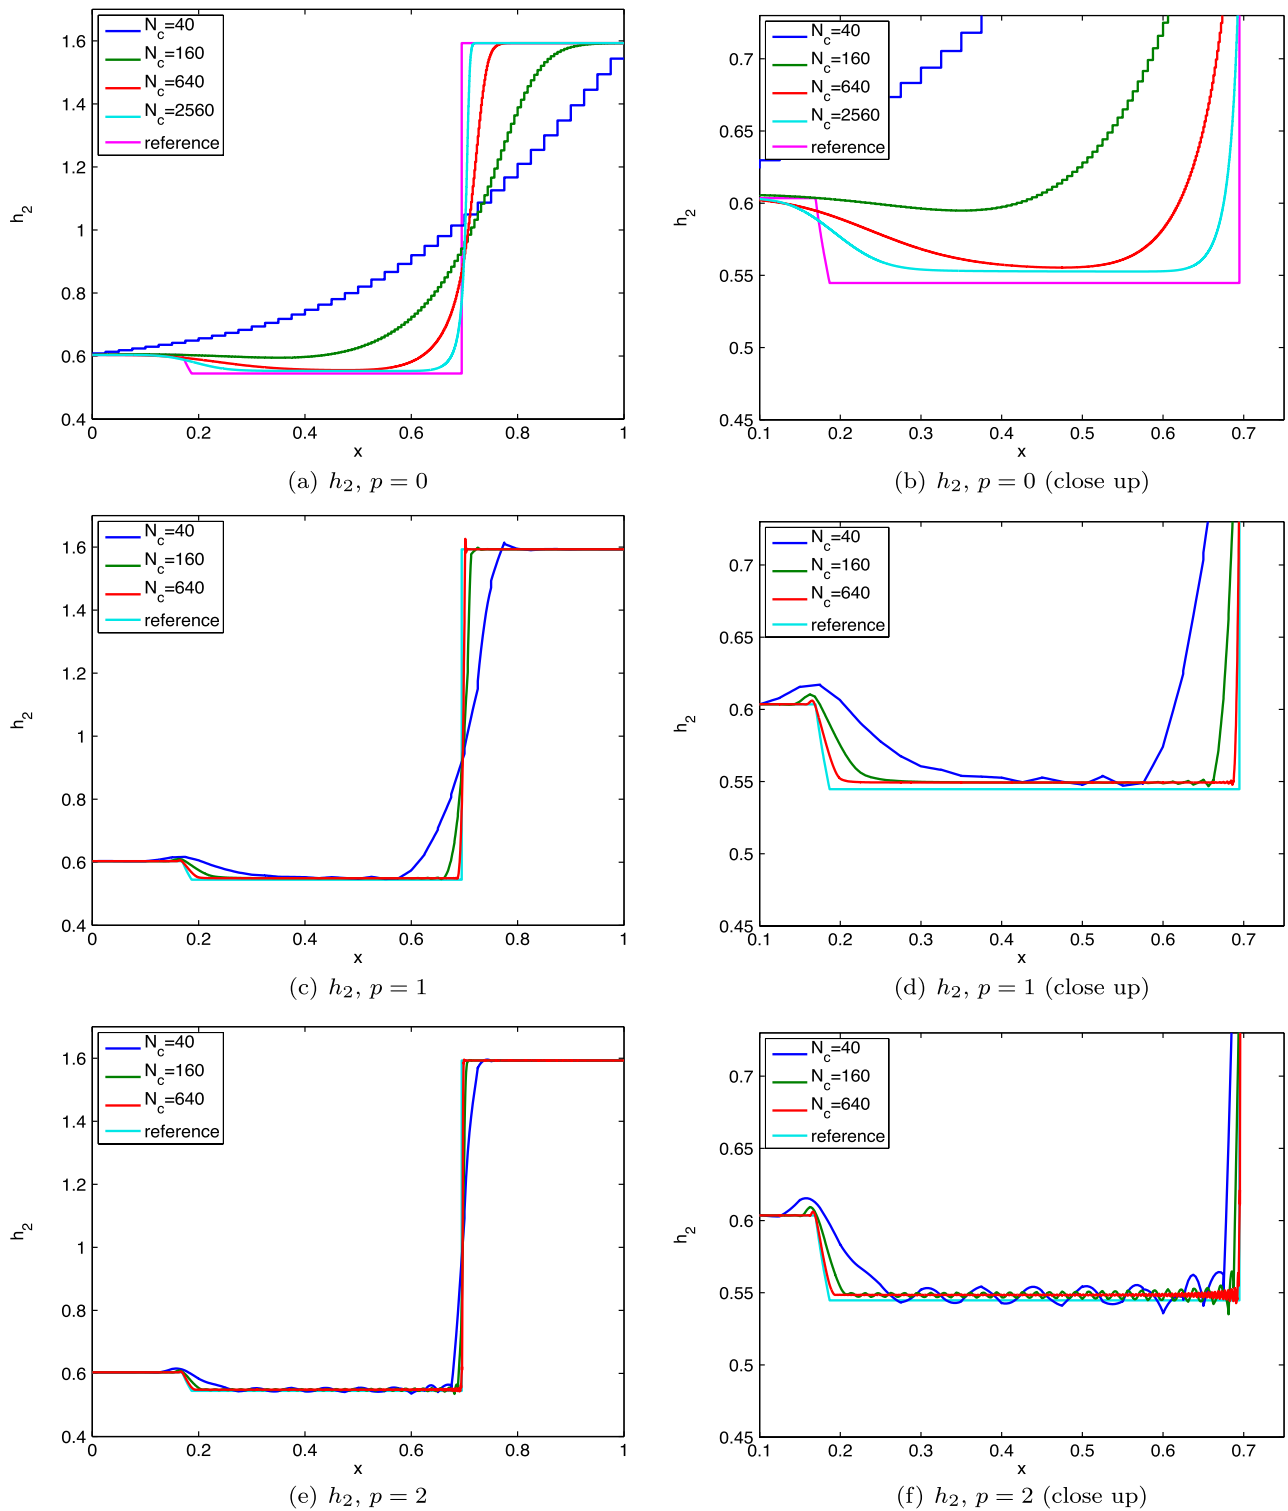 N_c=40
N_c=160
N_c=640
N_c=2560
reference
h_2
1.6
1.4
1.2
1
0.8
0.6
0.4
0 0.2 0.4 0.6 0.8 1
x
(a) h_2, p = 0
N_c=40
N_c=160
N_c=640
N_c=2560
reference
h_2
0.7
0.65
0.6
0.55
0.5
0.45
0.1 0.2 0.3 0.4 0.5 0.6 0.7
x
(b) h_2, p = 0 (close up)
N_c=40
N_c=160
N_c=640
reference
h_2
1.6
1.4
1.2
1
0.8
0.6
0.4
0 0.2 0.4 0.6 0.8 1
x
(c) h_2, p = 1
N_c=40
N_c=160
N_c=640
reference
h_2
0.7
0.65
0.6
0.55
0.5
0.45
0.1 0.2 0.3 0.4 0.5 0.6 0.7
x
(d) h_2, p = 1 (close up)
N_c=40
N_c=160
N_c=640
reference
h_2
1.6
1.4
1.2
1
0.8
0.6
0.4
0 0.2 0.4 0.6 0.8 1
x
(e) h_2, p = 2
N_c=40
N_c=160
N_c=640
reference
h_2
0.7
0.65
0.6
0.55
0.5
0.45
0.1 0.2 0.3 0.4 0.5 0.6 0.7
x
(f) h_2, p = 2 (close up)